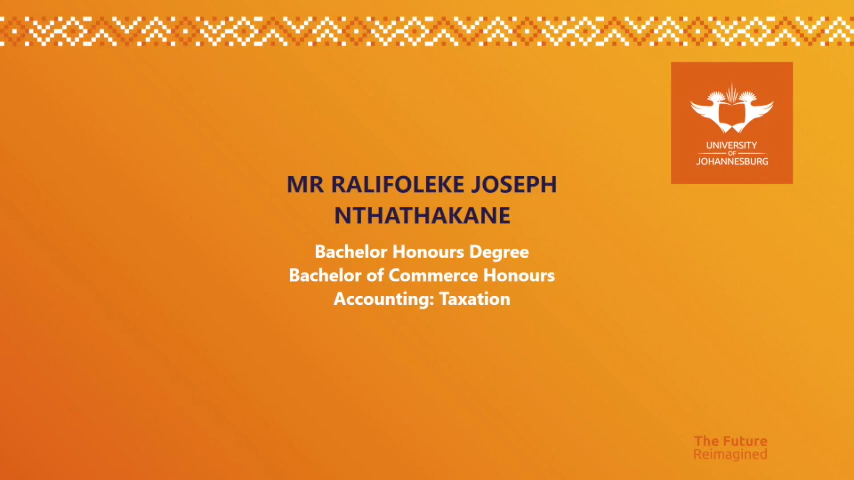 UNIVERSITY
OF
JOHANNESBURG
MR RALIFOLEKE JOSEPH
NTHATHAKANE
Bachelor Honours Degree
Bachelor of Commerce Honours
Accounting: Taxation
The Future
Reimagined